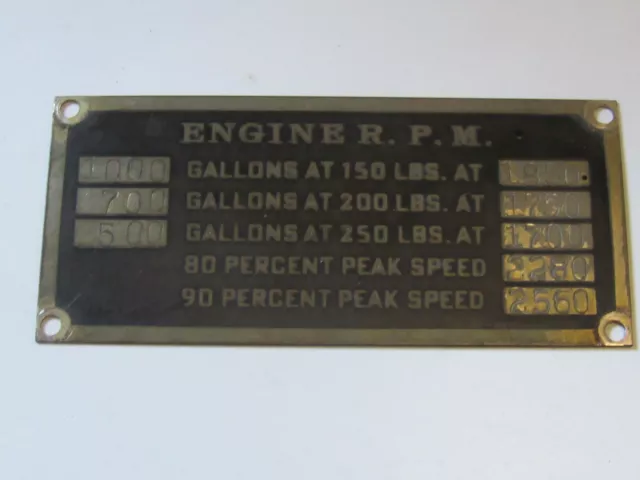 ENGINE R. P. M.
1000 GALLONS AT 150 LBS. AT
700 GALLONS AT 200 LBS. AT
500 GALLONS AT 250 LBS. AT
80 PERCENT PEAK SPEED 2280
90 PERCENT PEAK SPEED 2560